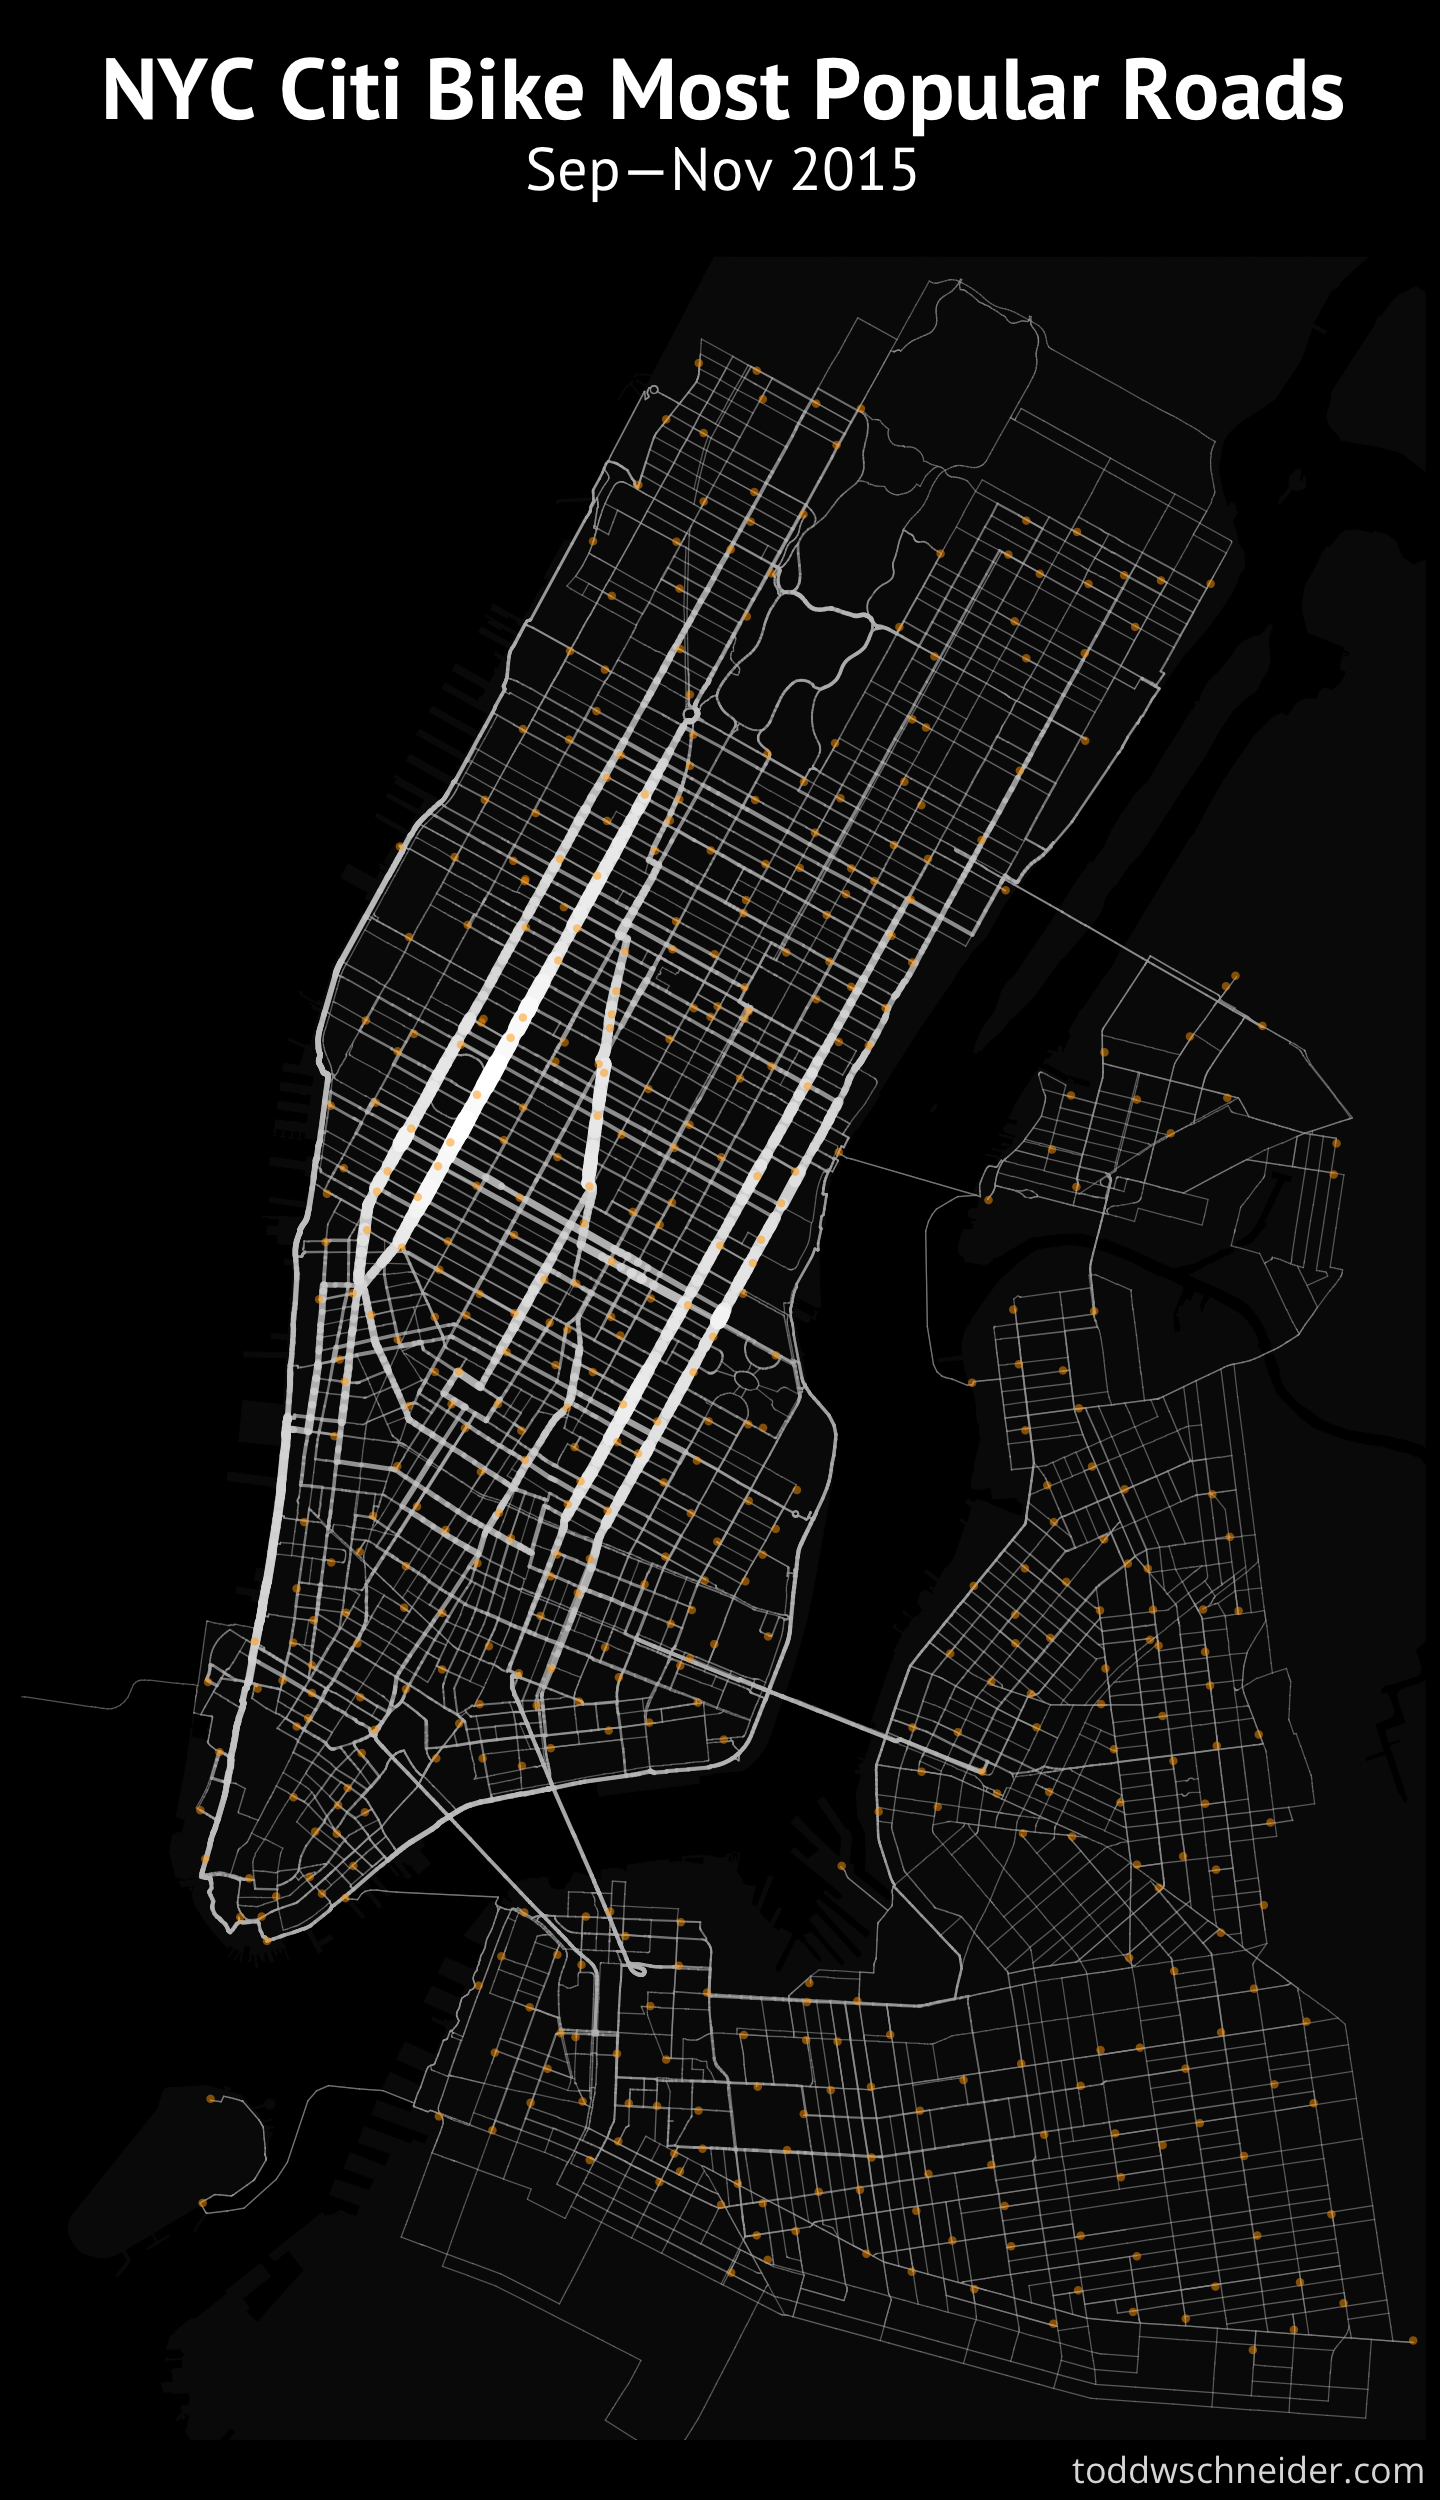 NYC Citi Bike Most Popular Roads
Sep—Nov 2015
toddwschneider.com